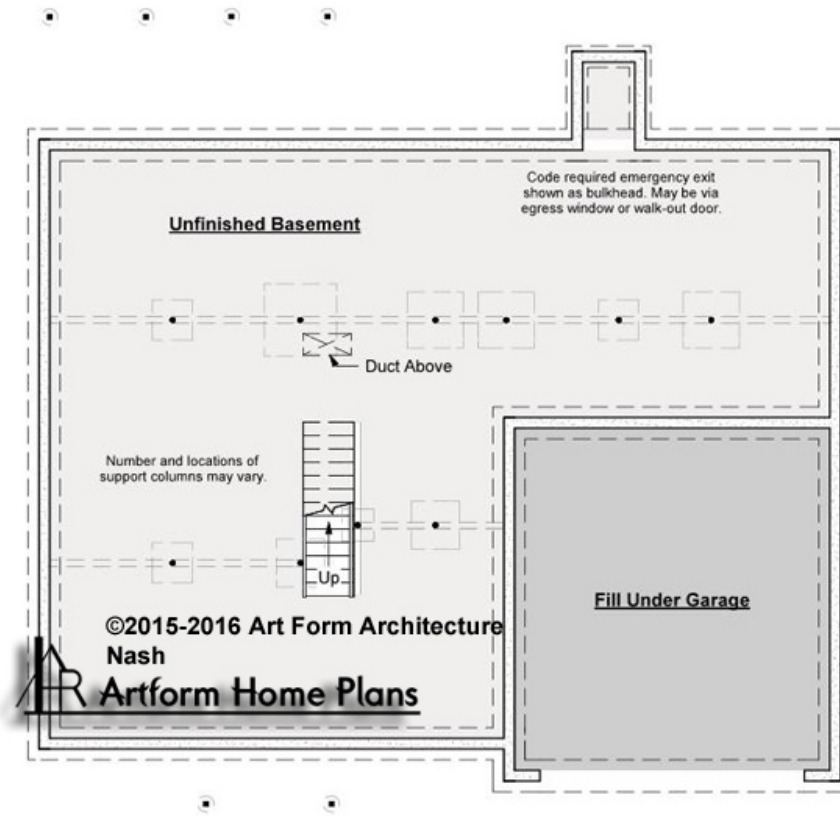 Code required emergency exit
shown as bulkhead. May be via
egress window or walk-out door.
Unfinished Basement
Duct Above
Number and locations of
support columns may vary.
Up
Fill Under Garage
©2015-2016 Art Form Architecture
Nash
AR Artform Home Plans